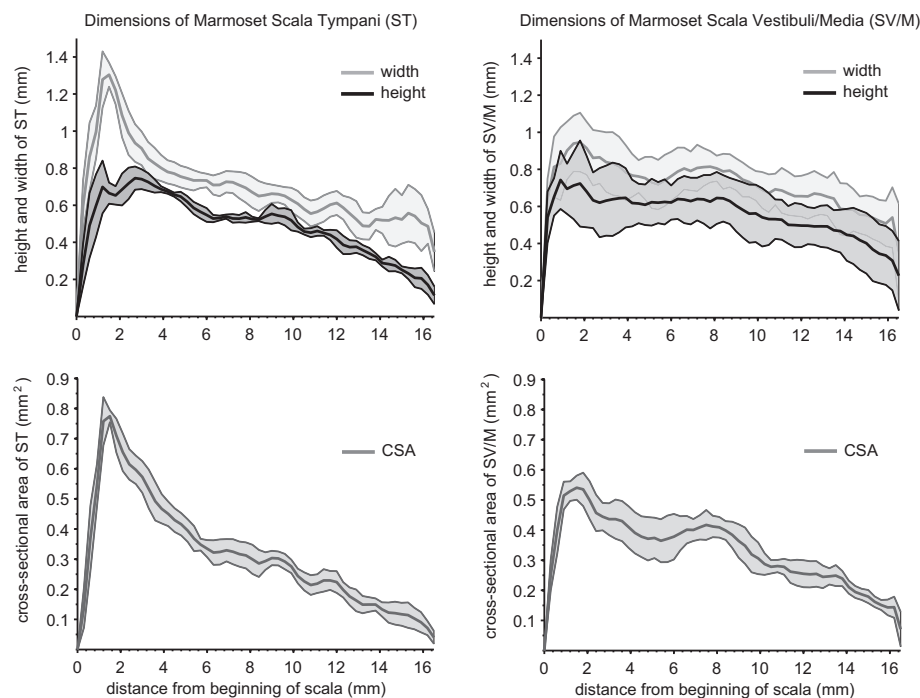 Dimensions of Marmoset Scala Tympani (ST)
height and width of ST (mm)
1.4
1.2
1
0.8
0.6
0.4
0.2
0 2 4 6 8 10 12 14 16
width
height
Dimensions of Marmoset Scala Vestibuli/Media (SV/M)
height and width of SV/M (mm)
1.4
1.2
1
0.8
0.6
0.4
0.2
0 2 4 6 8 10 12 14 16
width
height
cross-sectional area of ST (mm²)
0.9
0.8
0.7
0.6
0.5
0.4
0.3
0.2
0.1
0 2 4 6 8 10 12 14 16
CSA
distance from beginning of scala (mm)
cross-sectional area of SV/M (mm²)
0.9
0.8
0.7
0.6
0.5
0.4
0.3
0.2
0.1
0 2 4 6 8 10 12 14 16
CSA
distance from beginning of scala (mm)